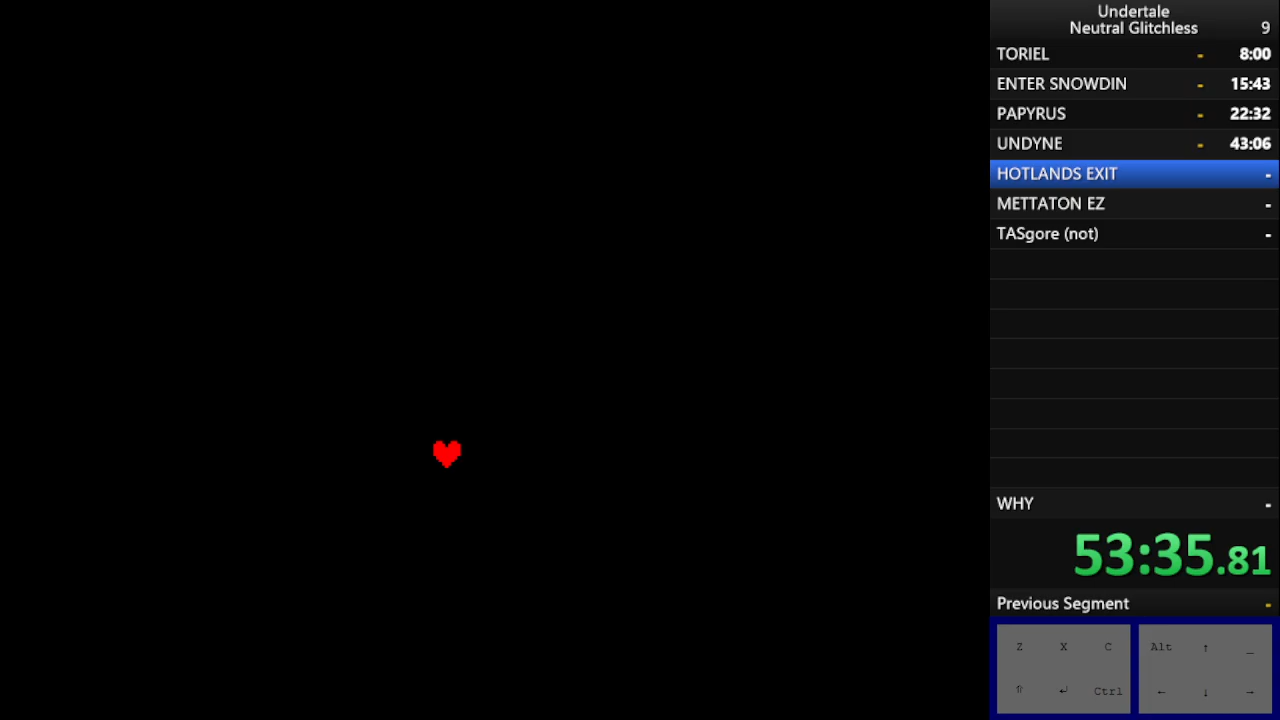 Undertale
Neutral Glitchless 9
TORIEL - 8:00
ENTER SNOWDIN - 15:43
PAPYRUS - 22:32
UNDYNE - 43:06
HOTLANDS EXIT -
METTATON EZ -
TASgore (not) -
WHY -
53:35.81
Previous Segment -
Z X C Alt ↑ _
⇧ ↵ Ctrl ← ↓ →